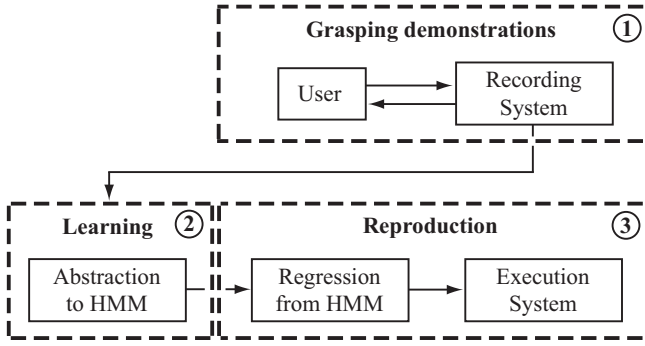 Grasping demonstrations
1
User
Recording
System
Learning
2
Reproduction
3
Abstraction
to HMM
Regression
from HMM
Execution
System